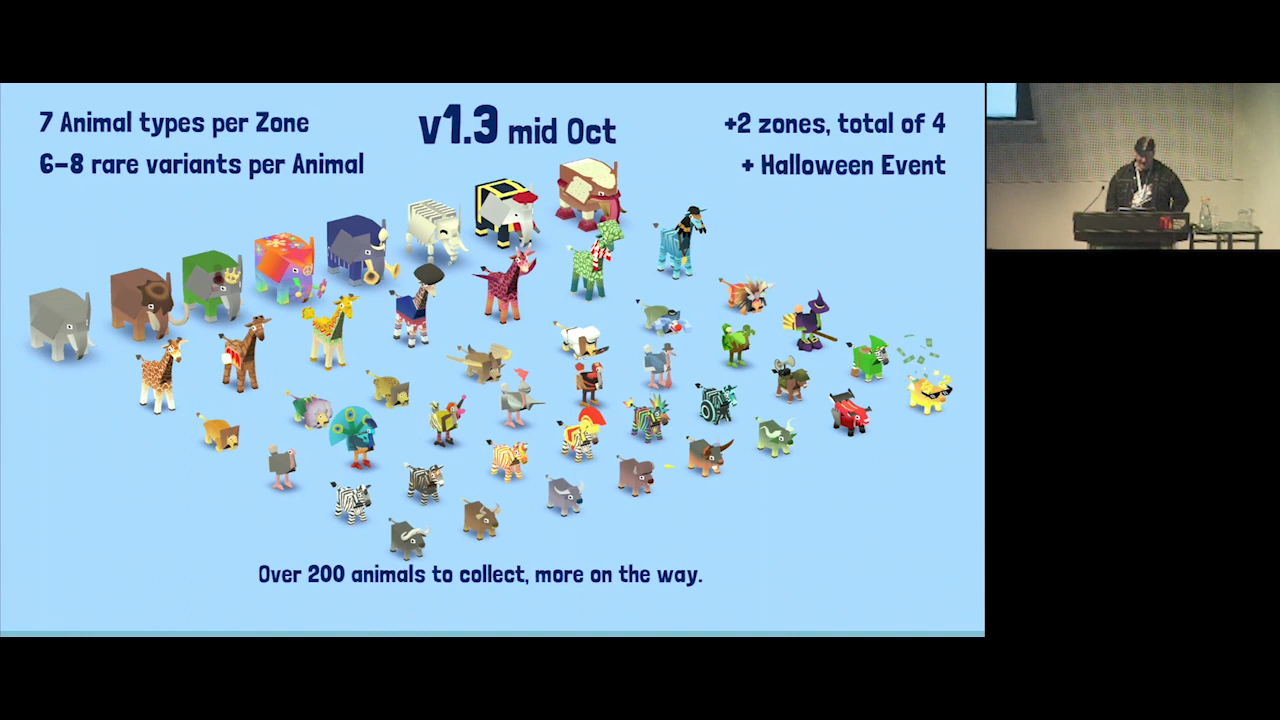 7 Animal types per Zone
6-8 rare variants per Animal
v1.3 mid Oct
+2 zones, total of 4
+ Halloween Event
Over 200 animals to collect, more on the way.